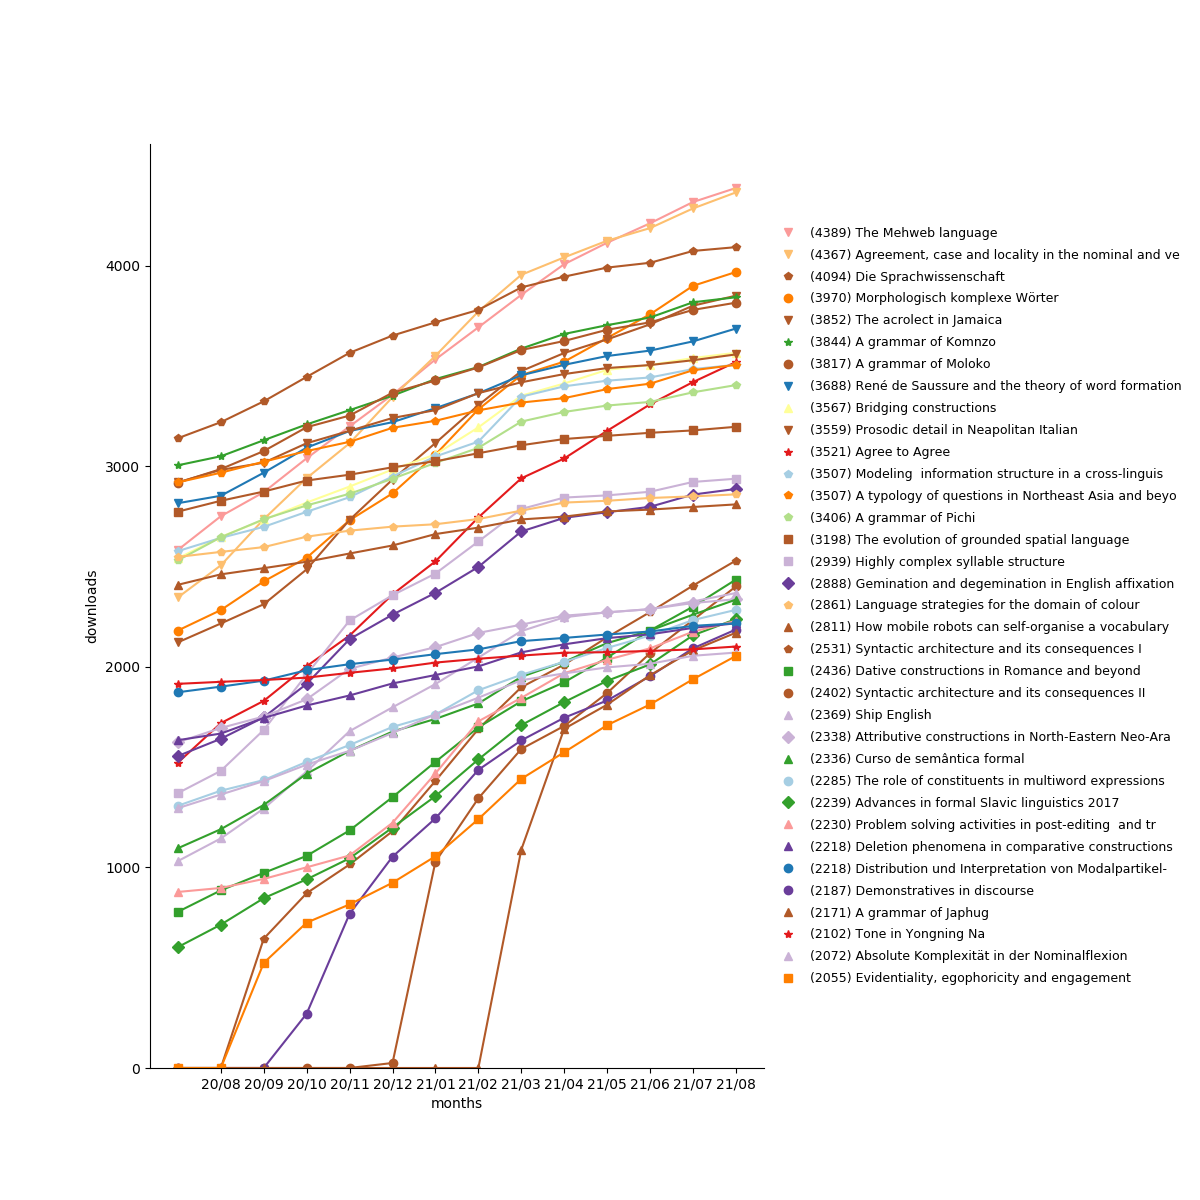 4000
3000
2000
1000
0
downloads
20/08 20/09 20/10 20/11 20/12 21/01 21/02 21/03 21/04 21/05 21/06 21/07 21/08
months
(4389) The Mehweb language
(4367) Agreement, case and locality in the nominal and ve
(4094) Die Sprachwissenschaft
(3970) Morphologisch komplexe Wörter
(3852) The acrolect in Jamaica
(3844) A grammar of Komnzo
(3817) A grammar of Moloko
(3688) René de Saussure and the theory of word formation
(3567) Bridging constructions
(3559) Prosodic detail in Neapolitan Italian
(3521) Agree to Agree
(3507) Modeling  information structure in a cross-linguis
(3507) A typology of questions in Northeast Asia and beyo
(3406) A grammar of Pichi
(3198) The evolution of grounded spatial language
(2939) Highly complex syllable structure
(2888) Gemination and degemination in English affixation
(2861) Language strategies for the domain of colour
(2811) How mobile robots can self-organise a vocabulary
(2531) Syntactic architecture and its consequences I
(2436) Dative constructions in Romance and beyond
(2402) Syntactic architecture and its consequences II
(2369) Ship English
(2338) Attributive constructions in North-Eastern Neo-Ara
(2336) Curso de semântica formal
(2285) The role of constituents in multiword expressions
(2239) Advances in formal Slavic linguistics 2017
(2230) Problem solving activities in post-editing  and tr
(2218) Deletion phenomena in comparative constructions
(2218) Distribution und Interpretation von Modalpartikel-
(2187) Demonstratives in discourse
(2171) A grammar of Japhug
(2102) Tone in Yongning Na
(2072) Absolute Komplexität in der Nominalflexion
(2055) Evidentiality, egophoricity and engagement